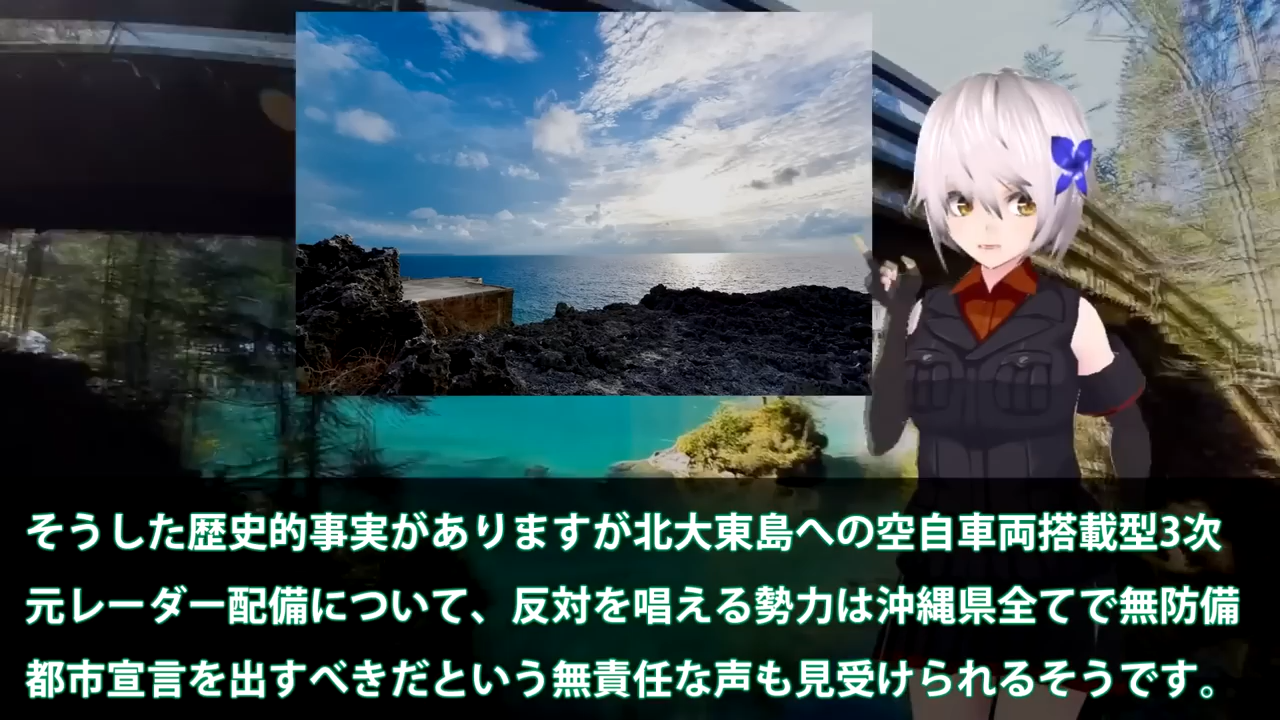 そうした歴史的事実がありますが北大東島への空自車両搭載型3次
元レーダー配備について、反対を唱える勢力は沖縄県全てで無防備
都市宣言を出すべきだという無責任な声も見受けられるそうです。